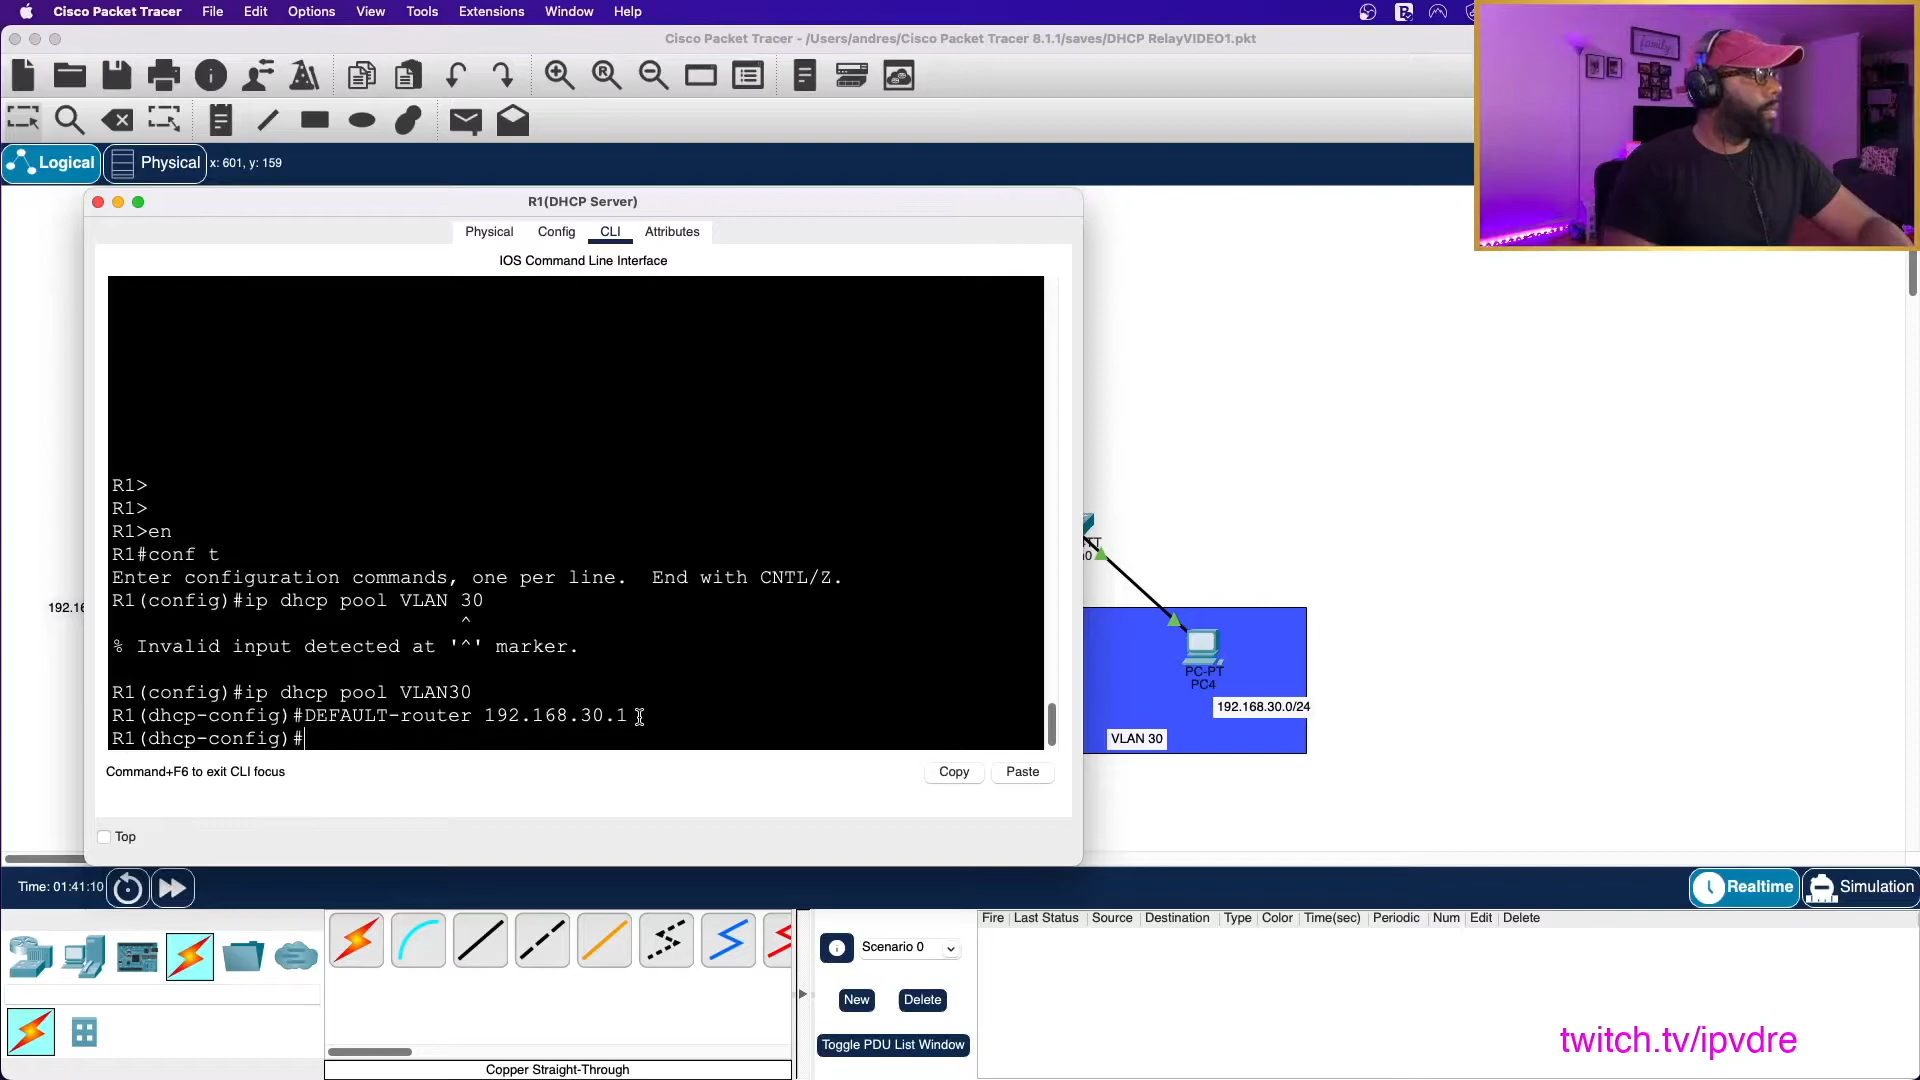 Cisco Packet Tracer File Edit Options View Tools Extensions Window Help
Cisco Packet Tracer - /Users/andres/Cisco Packet Tracer 8.1.1/saves/DHCP RelayVIDEO1.pkt
family
Logical Physical x: 601, y: 159
R1(DHCP Server)
Physical Config CLI Attributes
IOS Command Line Interface
R1>
R1>
R1>en
R1#conf t
Enter configuration commands, one per line. End with CNTL/Z.
R1(config)#ip dhcp pool VLAN 30
^
% Invalid input detected at '^' marker.
R1(config)#ip dhcp pool VLAN30
R1(dhcp-config)#DEFAULT-router 192.168.30.1
R1(dhcp-config)#
192.16
PC-PT
PC4
192.168.30.0/24
VLAN 30
Command+F6 to exit CLI focus
Copy Paste
Top
Time: 01:41:10
Realtime Simulation
Fire Last Status Source Destination Type Color Time(sec) Periodic Num Edit Delete
Scenario 0
New Delete
Toggle PDU List Window
Copper Straight-Through
twitch.tv/ipvdre